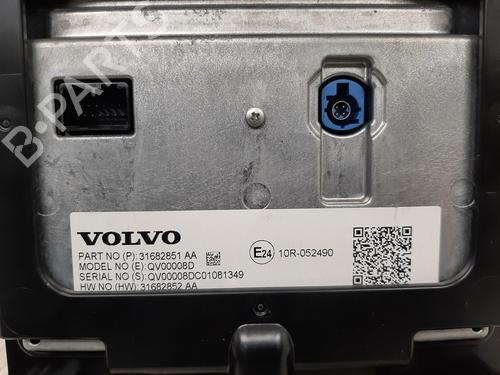 B-PARTS
VOLVO
PART NO (P): 31682851 AA
MODEL NO (E): QV00008D
SERIAL NO (S): QV00008DC01081349
HW NO (HW): 31682852 AA
E24 10R-052490